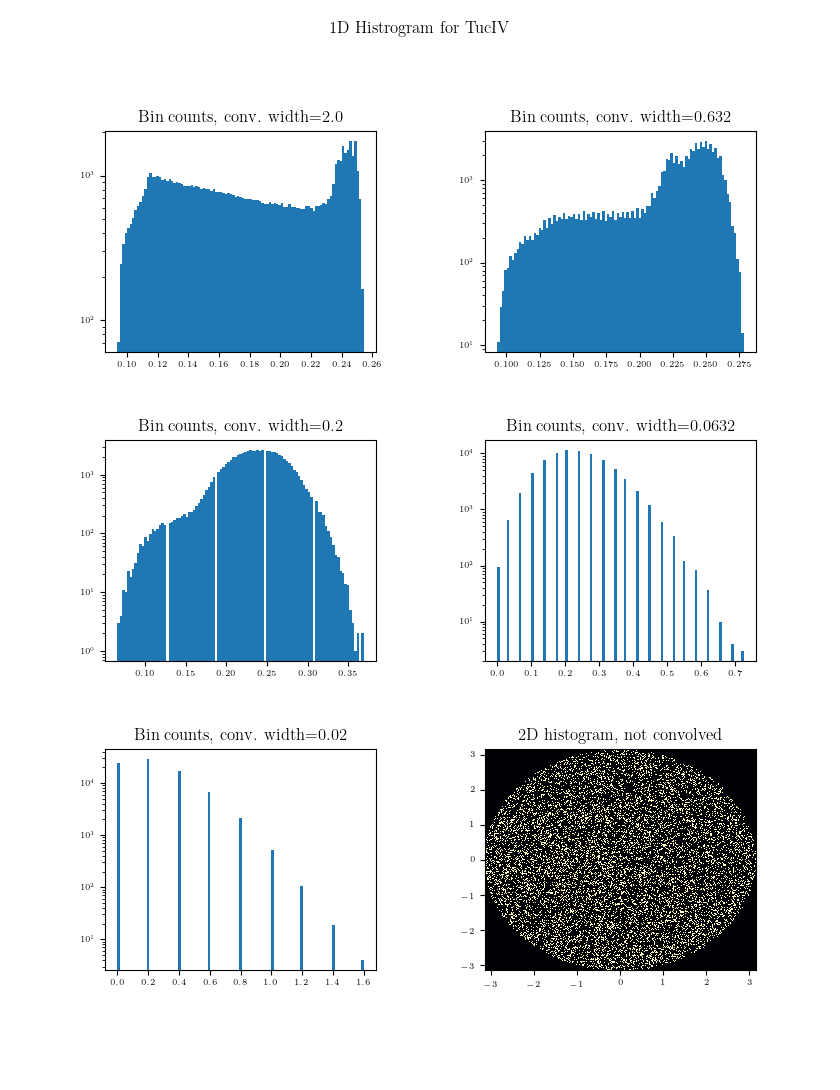 1D Histrogram for TucIV
Bin counts, conv. width=2.0
10³
10²
0.10 0.12 0.14 0.16 0.18 0.20 0.22 0.24 0.26
Bin counts, conv. width=0.632
10³
10²
10¹
0.100 0.125 0.150 0.175 0.200 0.225 0.250 0.275
Bin counts, conv. width=0.2
10³
10²
10¹
10⁰
0.10 0.15 0.20 0.25 0.30 0.35
Bin counts, conv. width=0.0632
10⁴
10³
10²
10¹
0.0 0.1 0.2 0.3 0.4 0.5 0.6 0.7
Bin counts, conv. width=0.02
10⁴
10³
10²
10¹
0.0 0.2 0.4 0.6 0.8 1.0 1.2 1.4 1.6
2D histogram, not convolved
3
2
1
0
−1
−2
−3
−3 −2 −1 0 1 2 3